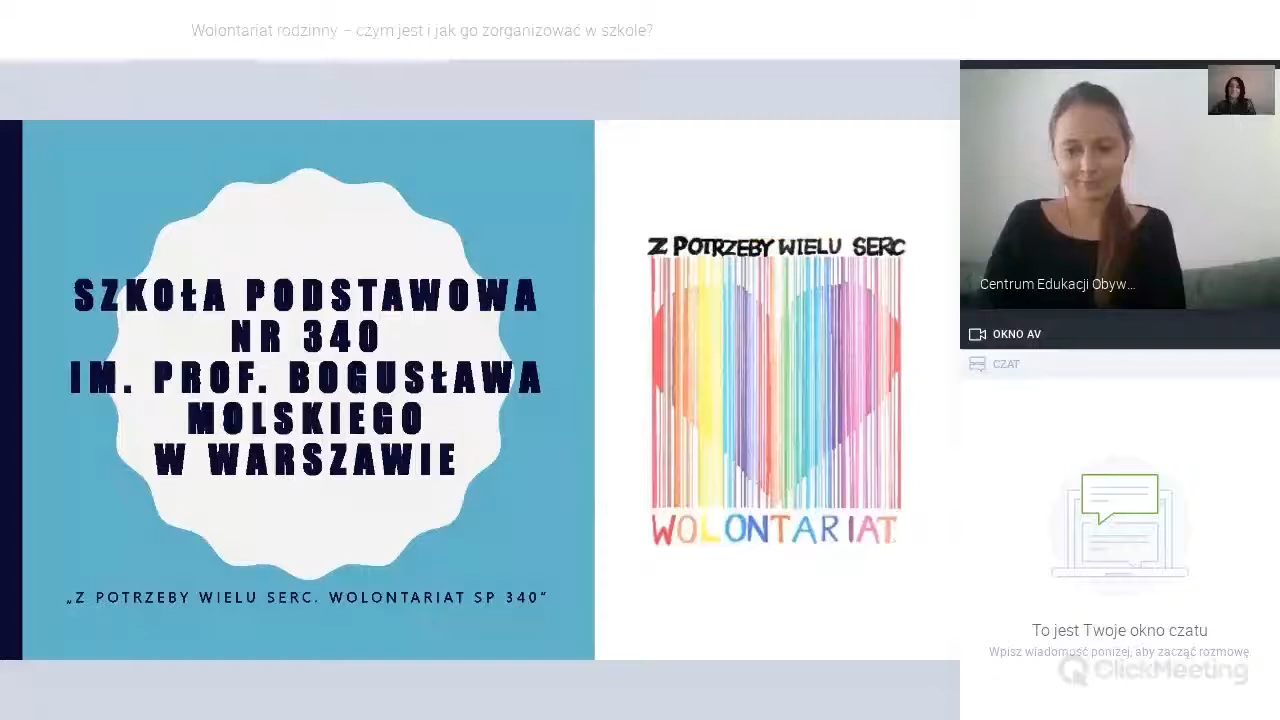 Wolontariat rodzinny – czym jest i jak go zorganizować w szkole?
SZKOŁA PODSTAWOWA
NR 340
IM. PROF. BOGUSŁAWA
MOLSKIEGO
W WARSZAWIE
„Z POTRZEBY WIELU SERC. WOLONTARIAT SP 340”
Z POTRZEBY WIELU SERC
WOLONTARIAT
Centrum Edukacji Obyw...
OKNO AV
CZAT
To jest Twoje okno czatu
Wpisz wiadomość poniżej, aby zacząć rozmowę
ClickMeeting